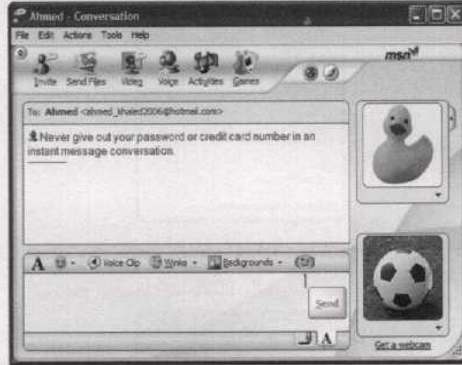 Ahmed - Conversation
File Edit Actions Tools Help
msn
Invite Send Files Video Voice Activities Games
To: Ahmed <ahmed_khaled2006@hotmail.com>
Never give out your password or credit card number in an
instant message conversation.
A Voice Clip Winks Backgrounds
Send
A
Get a webcam